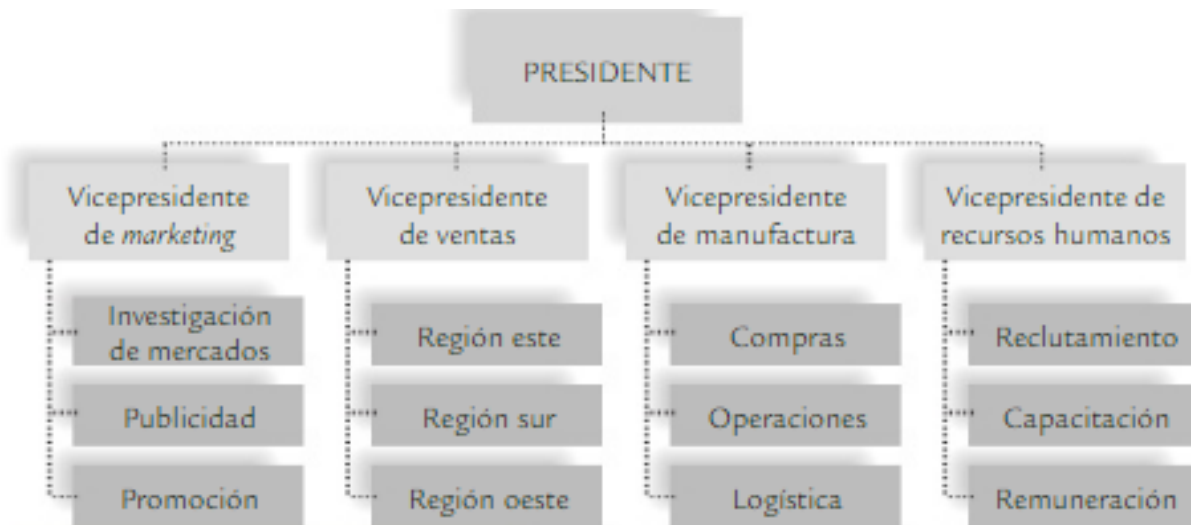 PRESIDENTE
Vicepresidente
de marketing
Vicepresidente
de ventas
Vicepresidente
de manufactura
Vicepresidente de
recursos humanos
Investigación
de mercados
Publicidad
Promoción
Región este
Región sur
Región oeste
Compras
Operaciones
Logística
Reclutamiento
Capacitación
Remuneración